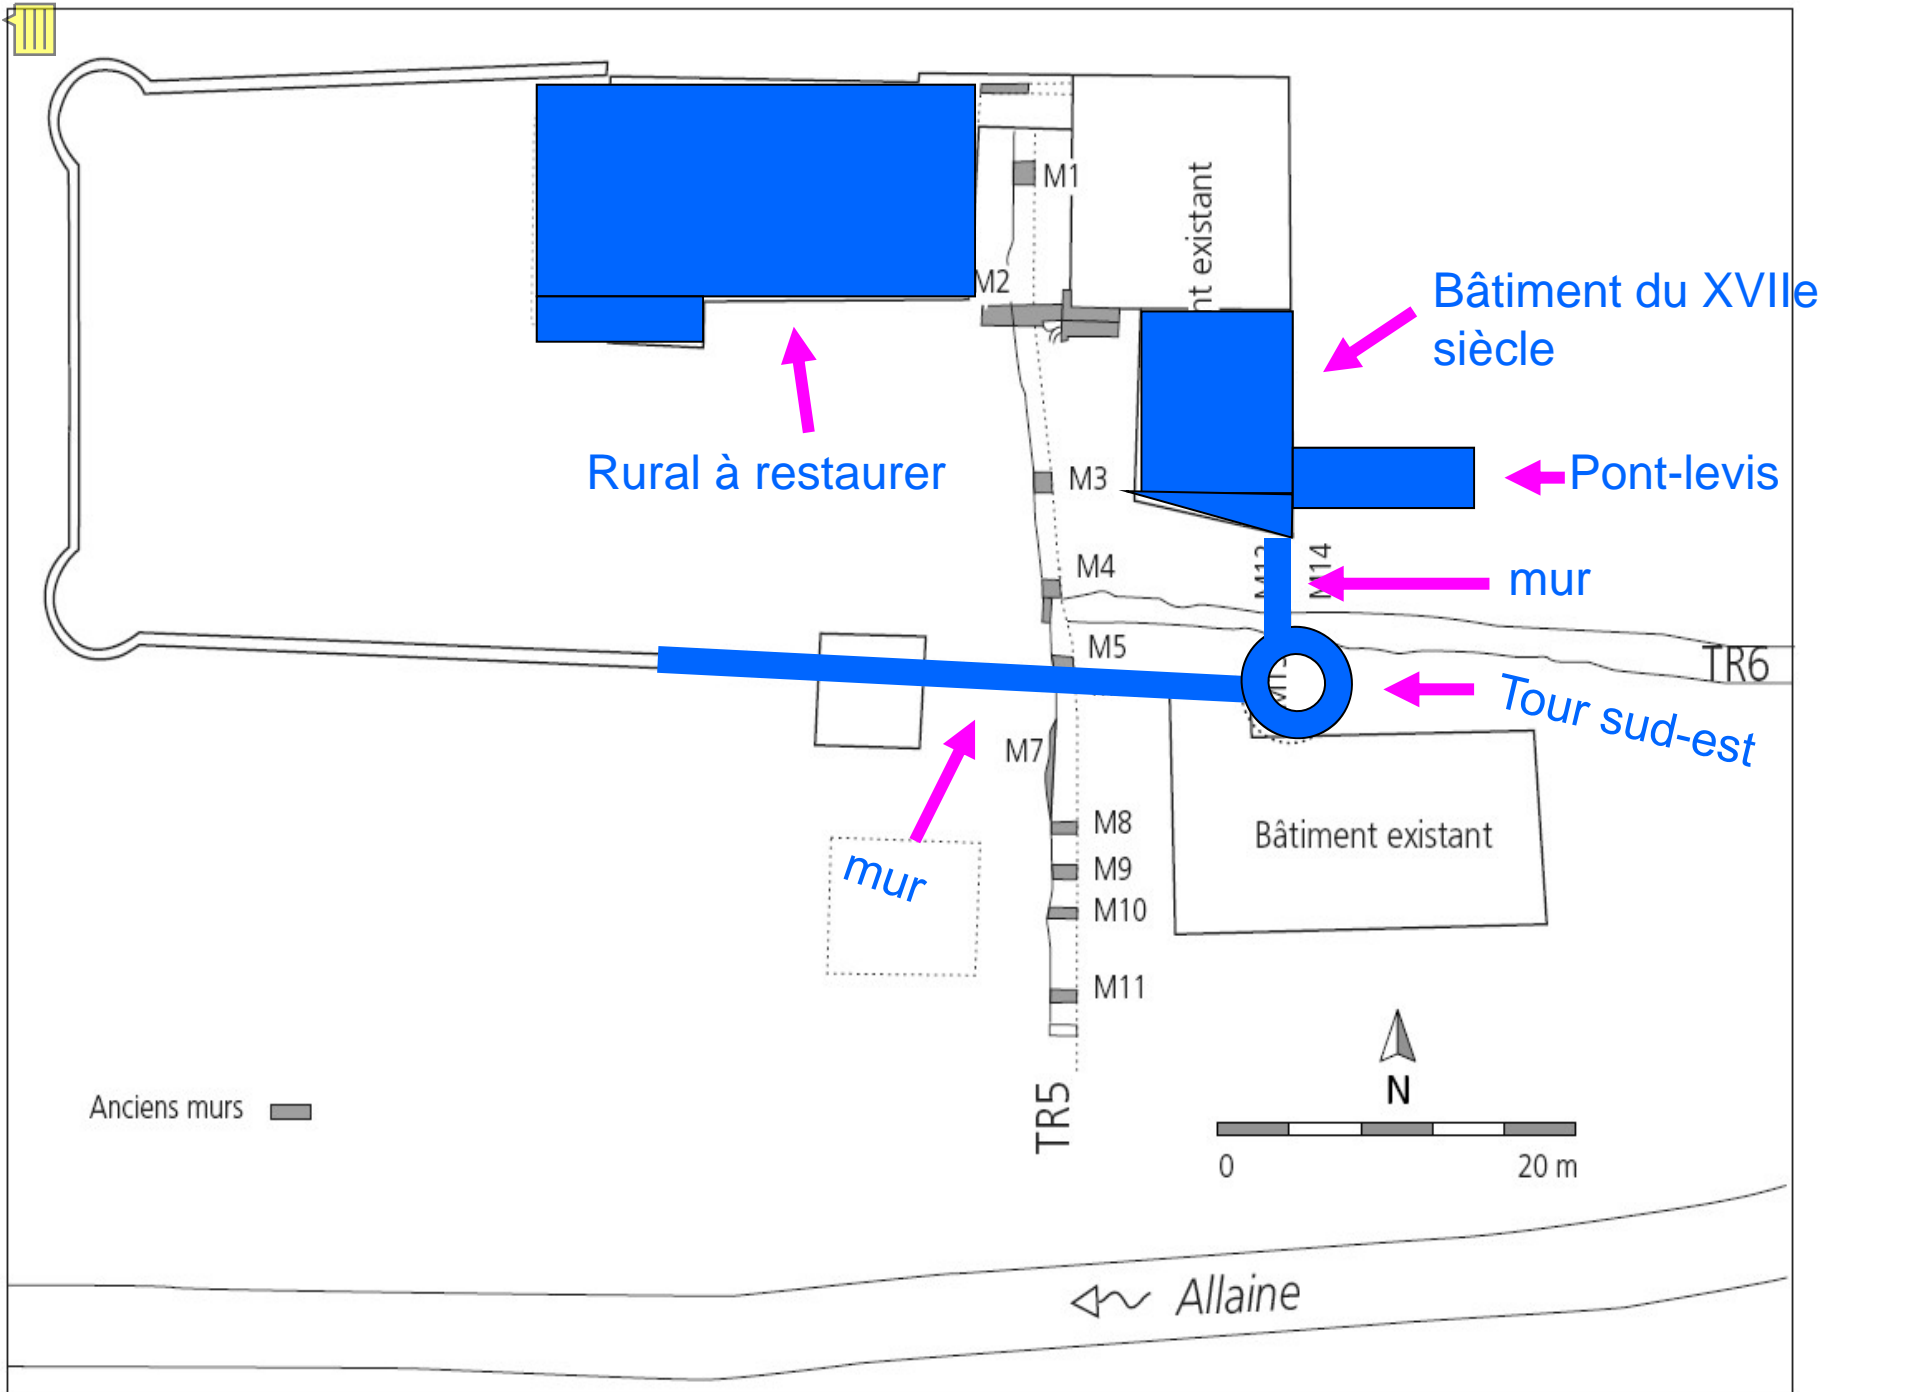 M1
nt existant
M2
Bâtiment du XVIIe
siècle
Rural à restaurer
M3
Pont-levis
M4
M14
mur
M5
TR6
Tour sud-est
M7
M8
Bâtiment existant
mur
M9
M10
M11
N
Anciens murs
TR5
0
20 m
Allaine